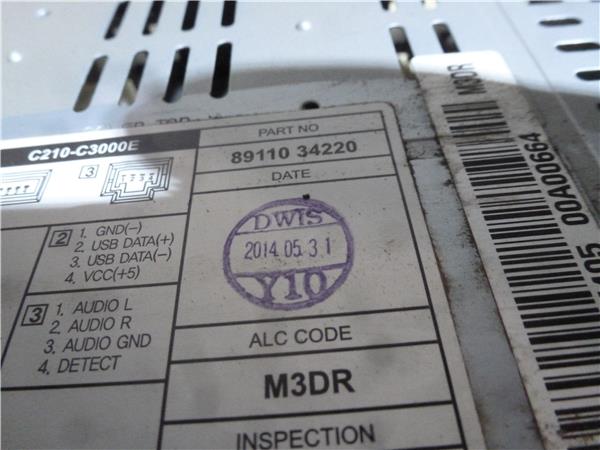 C210-C3000E
3
2
1. GND(-)
2. USB DATA(+)
3. USB DATA(-)
4. VCC(+5)
3
1. AUDIO L
2. AUDIO R
3. AUDIO GND
4. DETECT
PART NO
89110 34220
DATE
DWIS
2014.05.31
Y10
ALC CODE
M3DR
INSPECTION
M3DR
00A00664